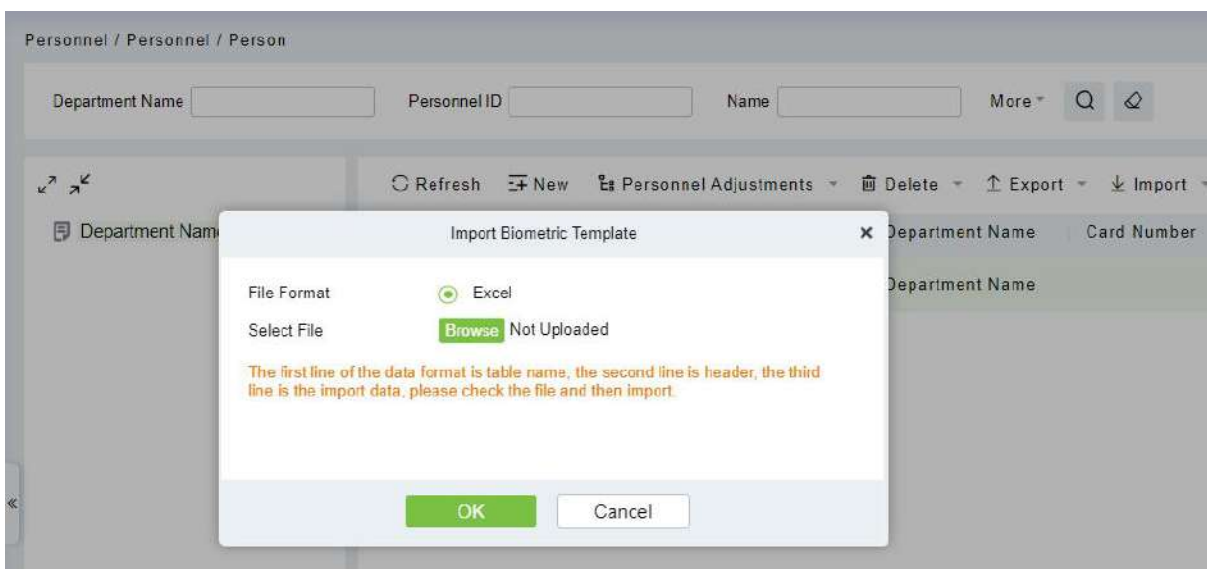 Personnel / Personnel / Person
Department Name Personnel ID Name More
Refresh New Personnel Adjustments Delete Export Import
Department Nam Import Biometric Template Department Name Card Number
File Format Excel Department Name
Select File Browse Not Uploaded
The first line of the data format is table name, the second line is header, the third
line is the import data, please check the file and then import.
OK Cancel